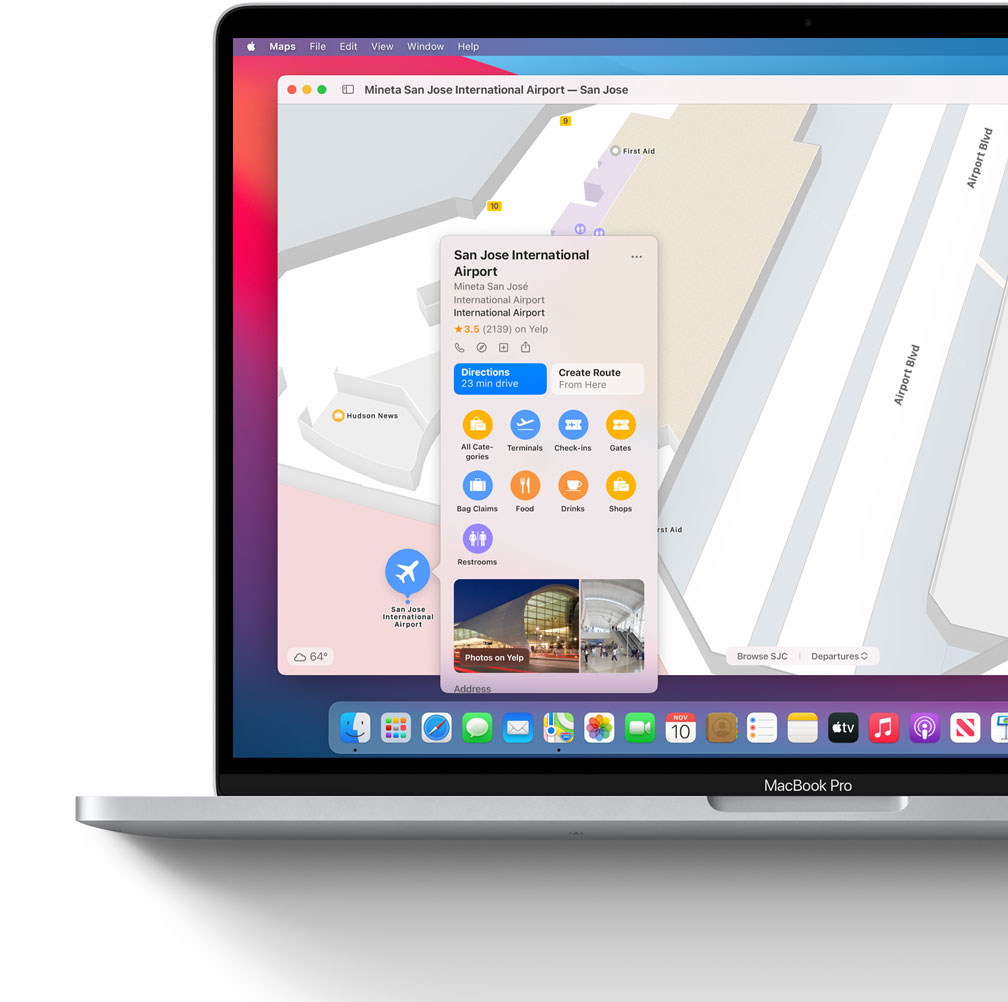 Maps File Edit View Window Help
Mineta San Jose International Airport — San Jose
9
First Aid
Airport Blvd
10
San Jose International
Airport
Mineta San José
International Airport
International Airport
★3.5 (2139) on Yelp
Directions
23 min drive
Create Route
From Here
Airport Blvd
Hudson News
All Cate-
gories
Terminals
Check-ins
Gates
Bag Claims
Food
Drinks
Shops
rst Aid
Restrooms
San Jose
International
Airport
Photos on Yelp
64°
Browse SJC
Departures
Address
NOV
10
tv
MacBook Pro